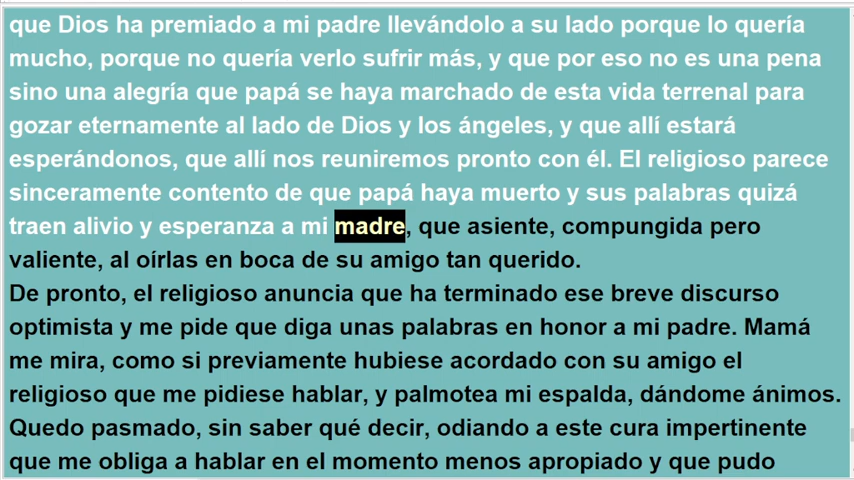 que Dios ha premiado a mi padre llevándolo a su lado porque lo quería
mucho, porque no quería verlo sufrir más, y que por eso no es una pena
sino una alegría que papá se haya marchado de esta vida terrenal para
gozar eternamente al lado de Dios y los ángeles, y que allí estará
esperándonos, que allí nos reuniremos pronto con él. El religioso parece
sinceramente contento de que papá haya muerto y sus palabras quizá
traen alivio y esperanza a mi madre, que asiente, compungida pero
valiente, al oírlas en boca de su amigo tan querido.
De pronto, el religioso anuncia que ha terminado ese breve discurso
optimista y me pide que diga unas palabras en honor a mi padre. Mamá
me mira, como si previamente hubiese acordado con su amigo el
religioso que me pidiese hablar, y palmotea mi espalda, dándome ánimos.
Quedo pasmado, sin saber qué decir, odiando a este cura impertinente
que me obliga a hablar en el momento menos apropiado y que pudo